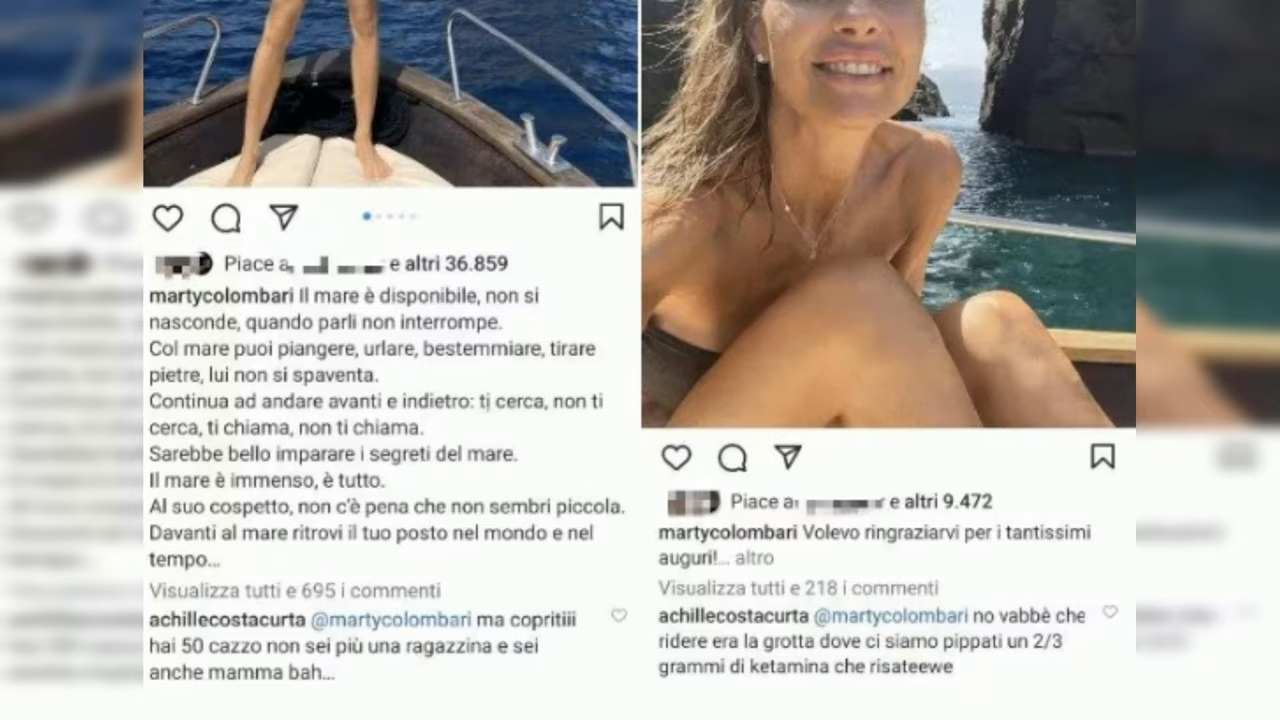 Piace a e altri 36.859
martycolombari Il mare è disponibile, non si
nasconde, quando parli non interrompe.
Col mare puoi piangere, urlare, bestemmiare, tirare
pietre, lui non si spaventa.
Continua ad andare avanti e indietro: ti cerca, non ti
cerca, ti chiama, non ti chiama.
Sarebbe bello imparare i segreti del mare.
Il mare è immenso, è tutto.
Al suo cospetto, non c'è pena che non sembri piccola.
Davanti al mare ritrovi il tuo posto nel mondo e nel
tempo...
Visualizza tutti e 695 i commenti
achillecostacurta @martycolombari ma copritiiii
hai 50 cazzo non sei più una ragazzina e sei
anche mamma bah...
Piace a e altri 9.472
martycolombari Volevo ringraziarvi per i tantissimi
auguri!... altro
Visualizza tutti e 218 i commenti
achillecostacurta @martycolombari no vabbè che
ridere era la grotta dove ci siamo pippati un 2/3
grammi di ketamina che risateewe